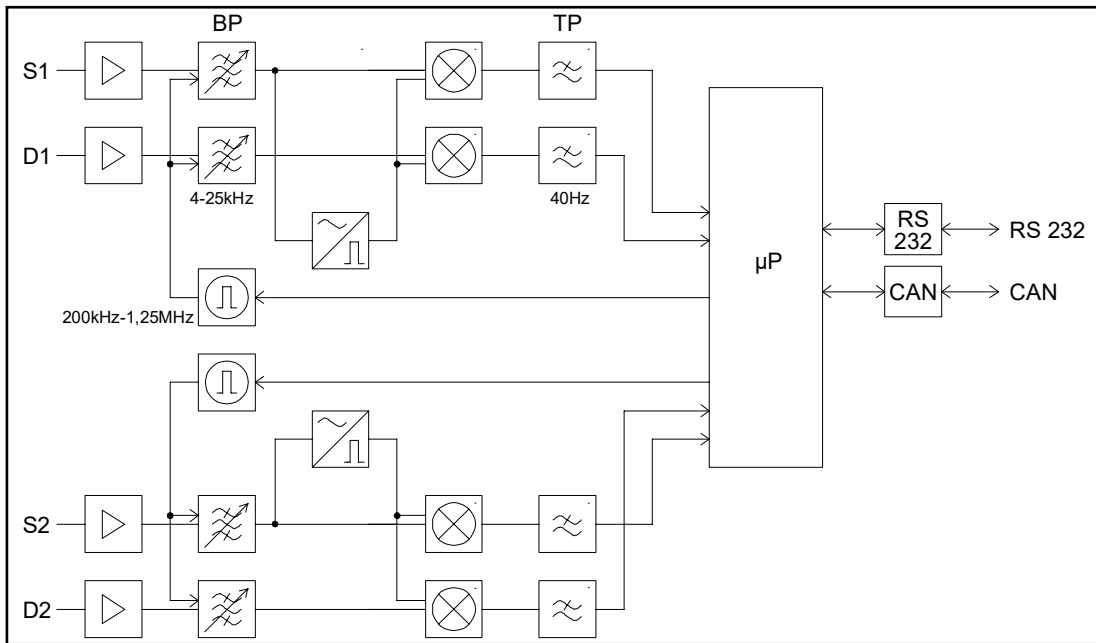 BP
TP
S1
D1
4-25kHz
40Hz
200kHz-1,25MHz
µP
RS
232
RS 232
CAN
CAN
S2
D2